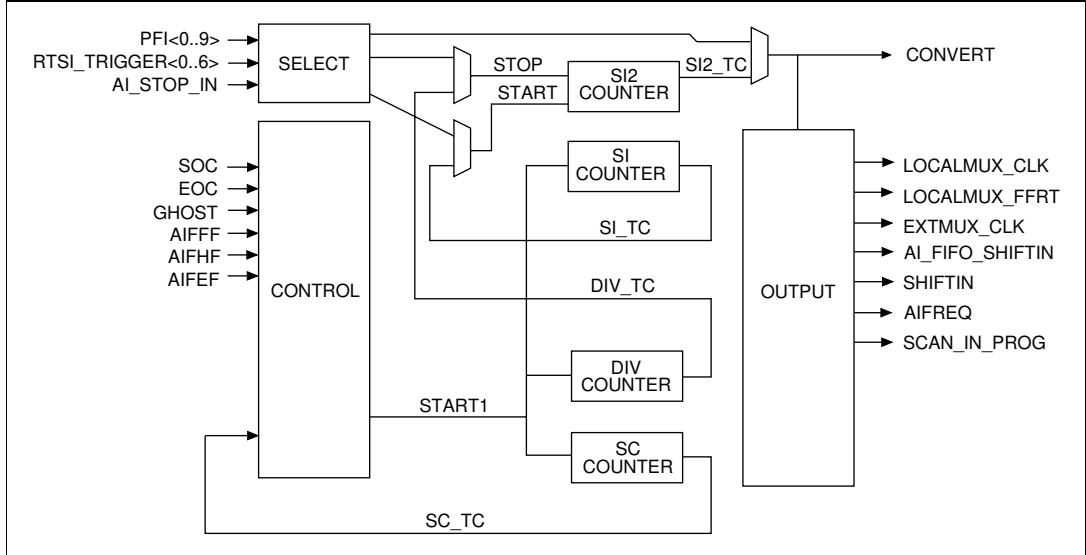 PFI<0..9>
RTSI_TRIGGER<0..6>
AI_STOP_IN
SELECT
STOP
START
SI2
COUNTER
SI2_TC
CONVERT
SOC
EOC
GHOST
AIFFF
AIFHF
AIFEF
CONTROL
SI
COUNTER
SI_TC
DIV_TC
DIV
COUNTER
START1
SC
COUNTER
SC_TC
OUTPUT
LOCALMUX_CLK
LOCALMUX_FFRT
EXTMUX_CLK
AI_FIFO_SHIFTIN
SHIFTIN
AIFREQ
SCAN_IN_PROG